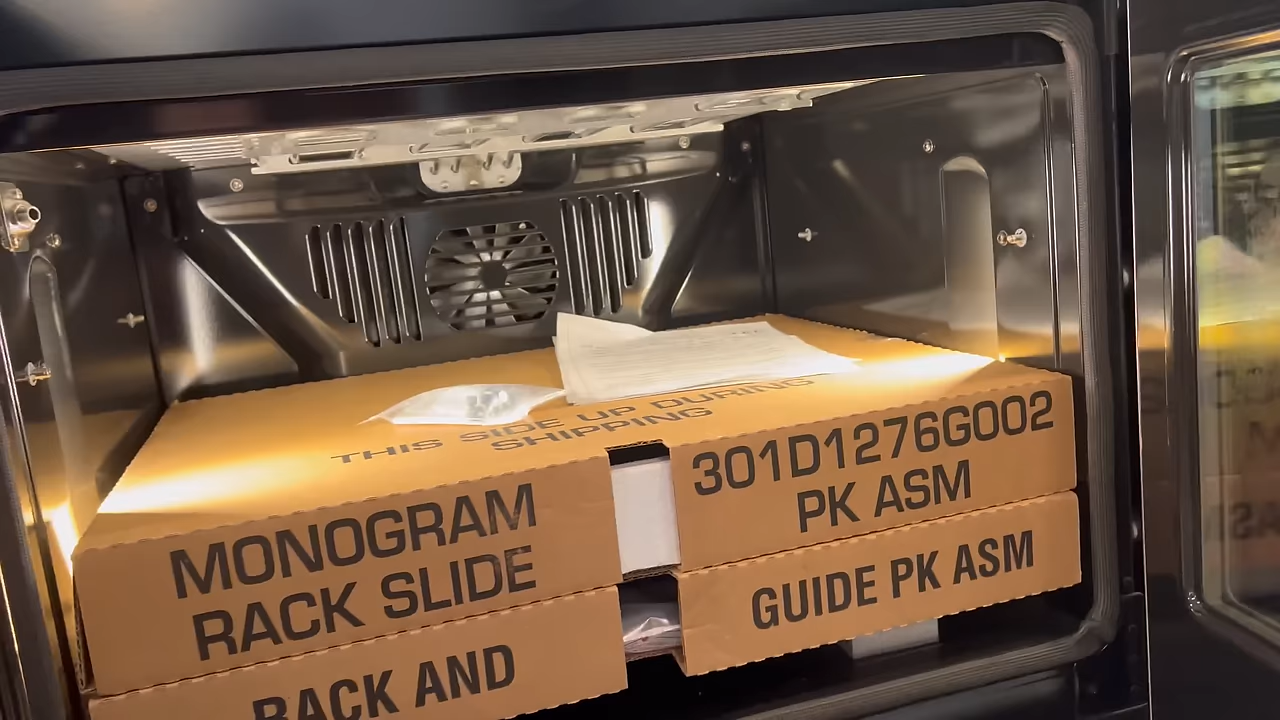 THIS SIDE UP DURING
SHIPPING
MONOGRAM
RACK SLIDE
301D1276G002
PK ASM
RACK AND
GUIDE PK ASM